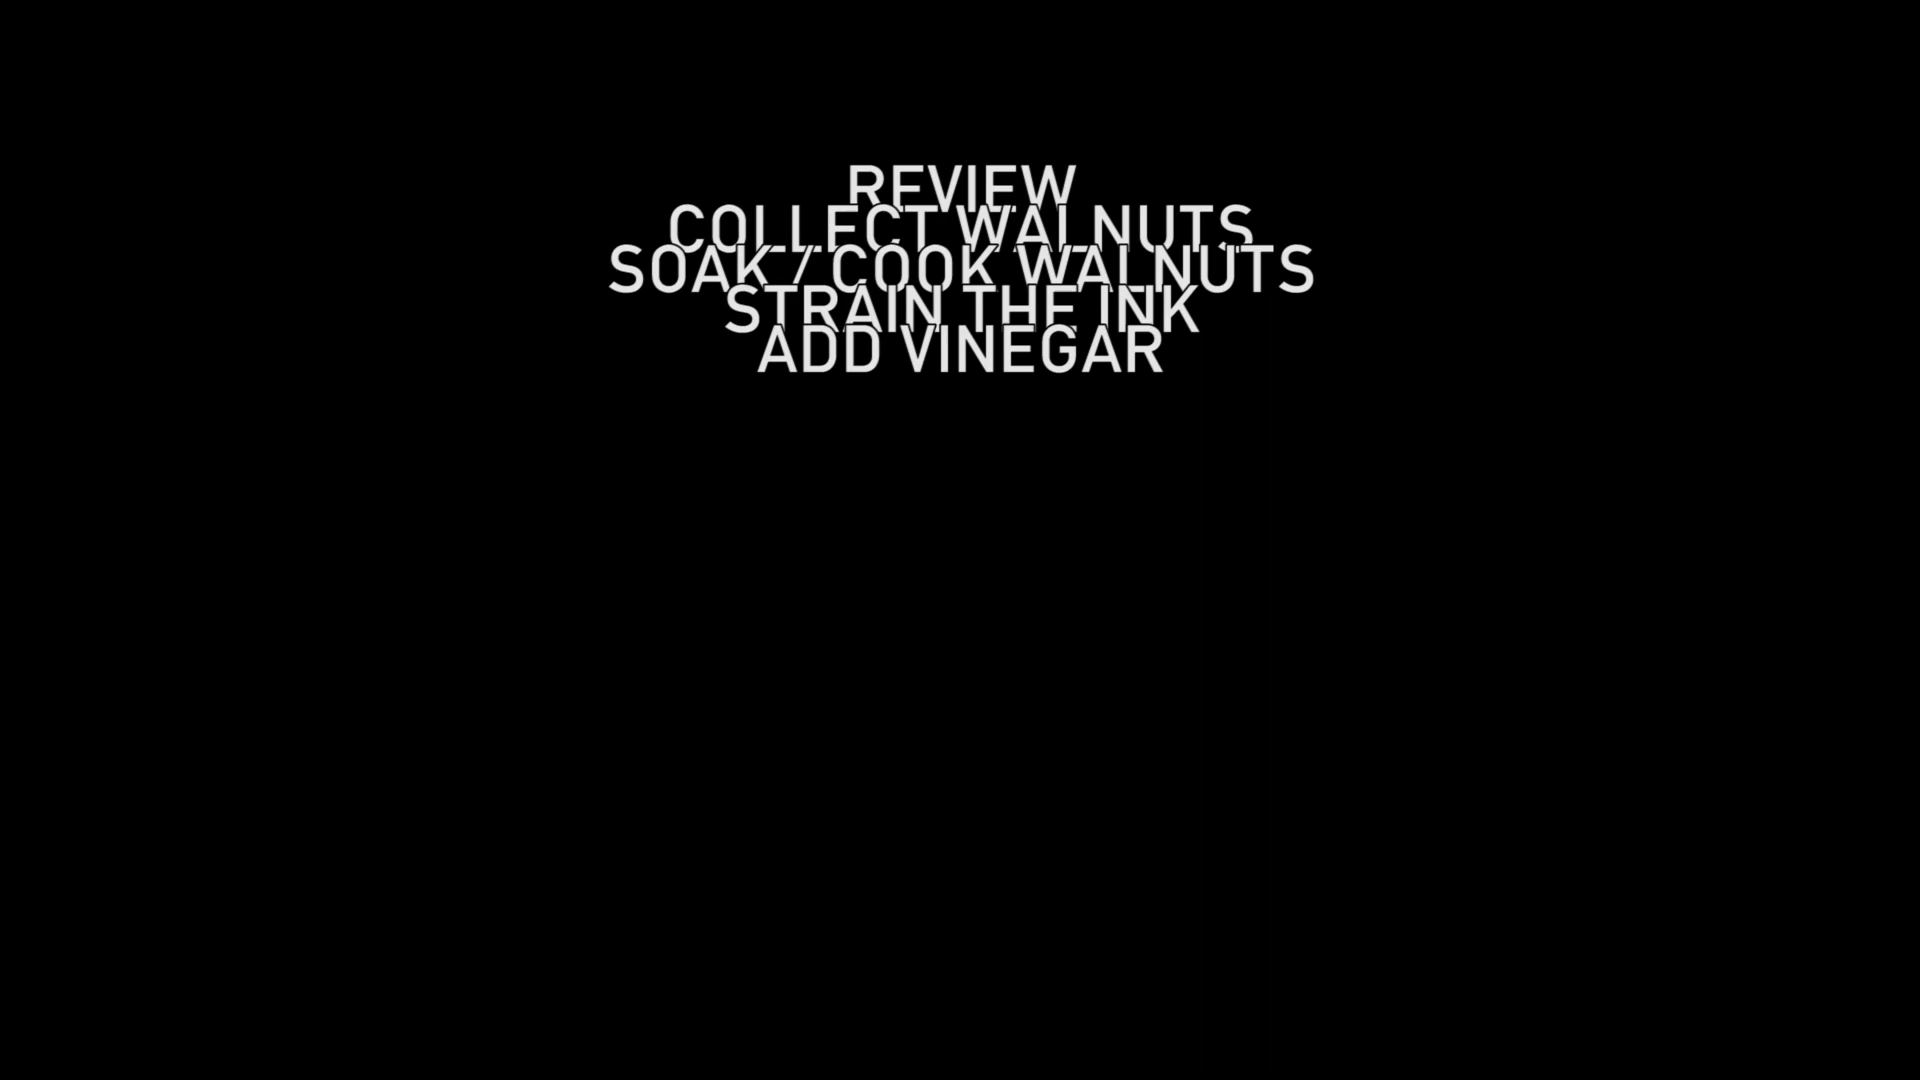 REVIEW
COLLECT WALNUTS
SOAK / COOK WALNUTS
STRAIN THE INK
ADD VINEGAR